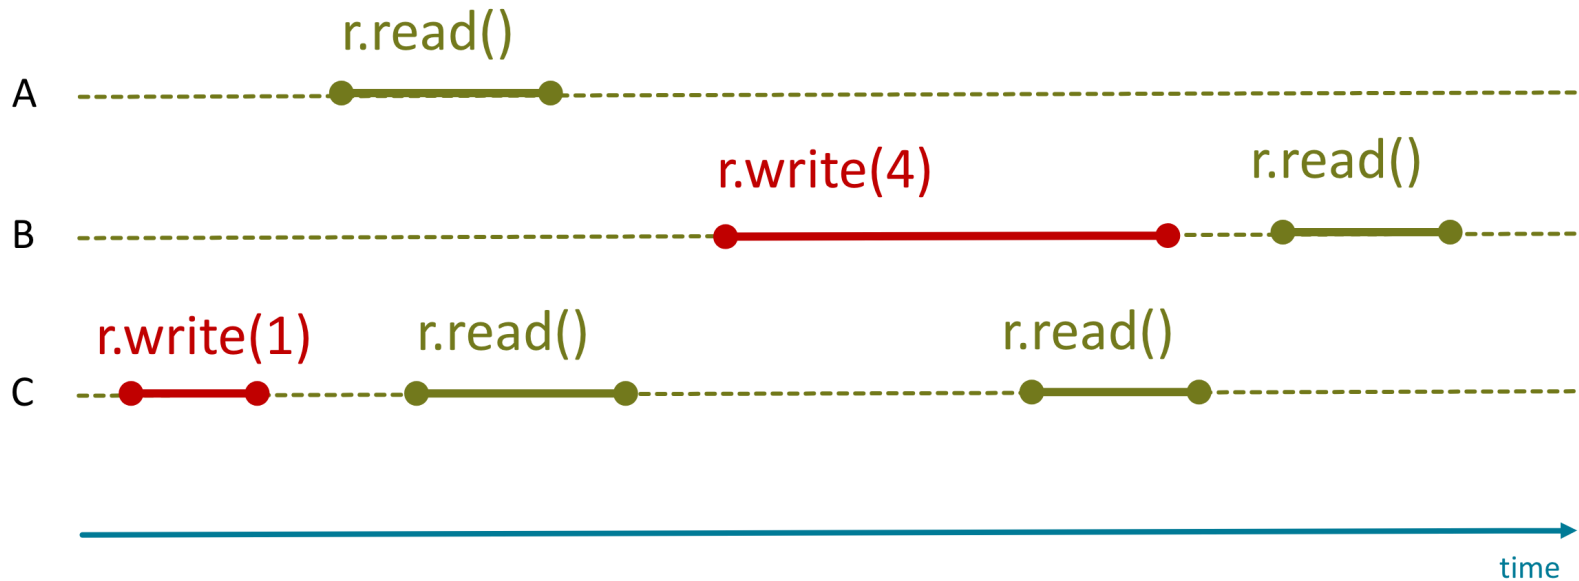 r.read()
A
r.write(4)
r.read()
B
r.write(1)
r.read()
r.read()
C
time